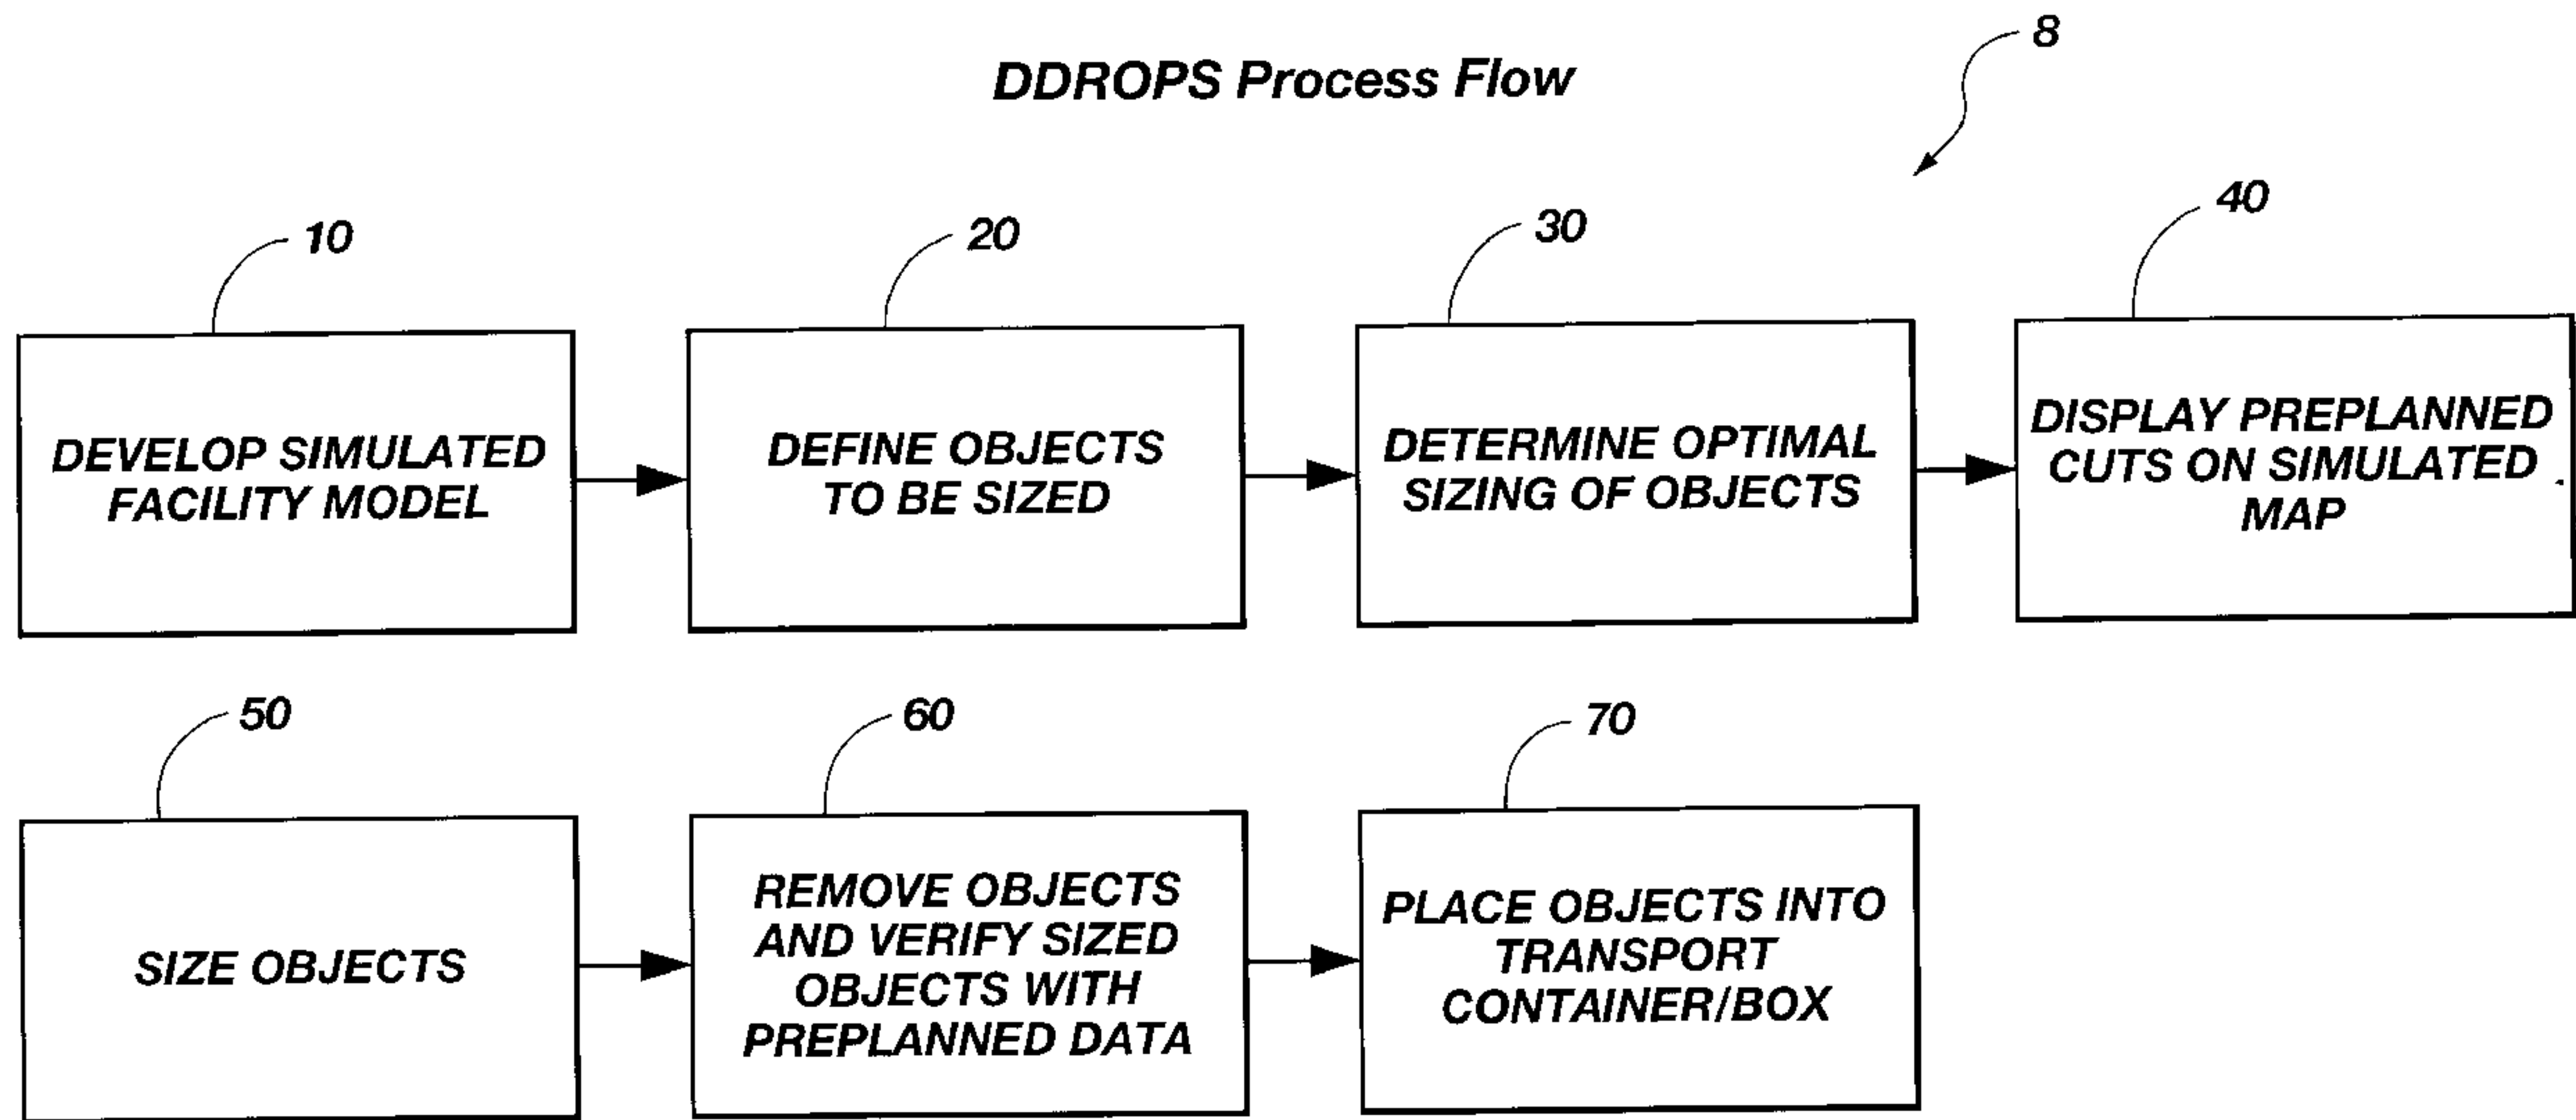 DDROPS Process Flow
8
10
20
30
40
DEVELOP SIMULATED
FACILITY MODEL
DEFINE OBJECTS
TO BE SIZED
DETERMINE OPTIMAL
SIZING OF OBJECTS
DISPLAY PREPLANNED
CUTS ON SIMULATED
MAP
50
60
70
SIZE OBJECTS
REMOVE OBJECTS
AND VERIFY SIZED
OBJECTS WITH
PREPLANNED DATA
PLACE OBJECTS INTO
TRANSPORT
CONTAINER/BOX